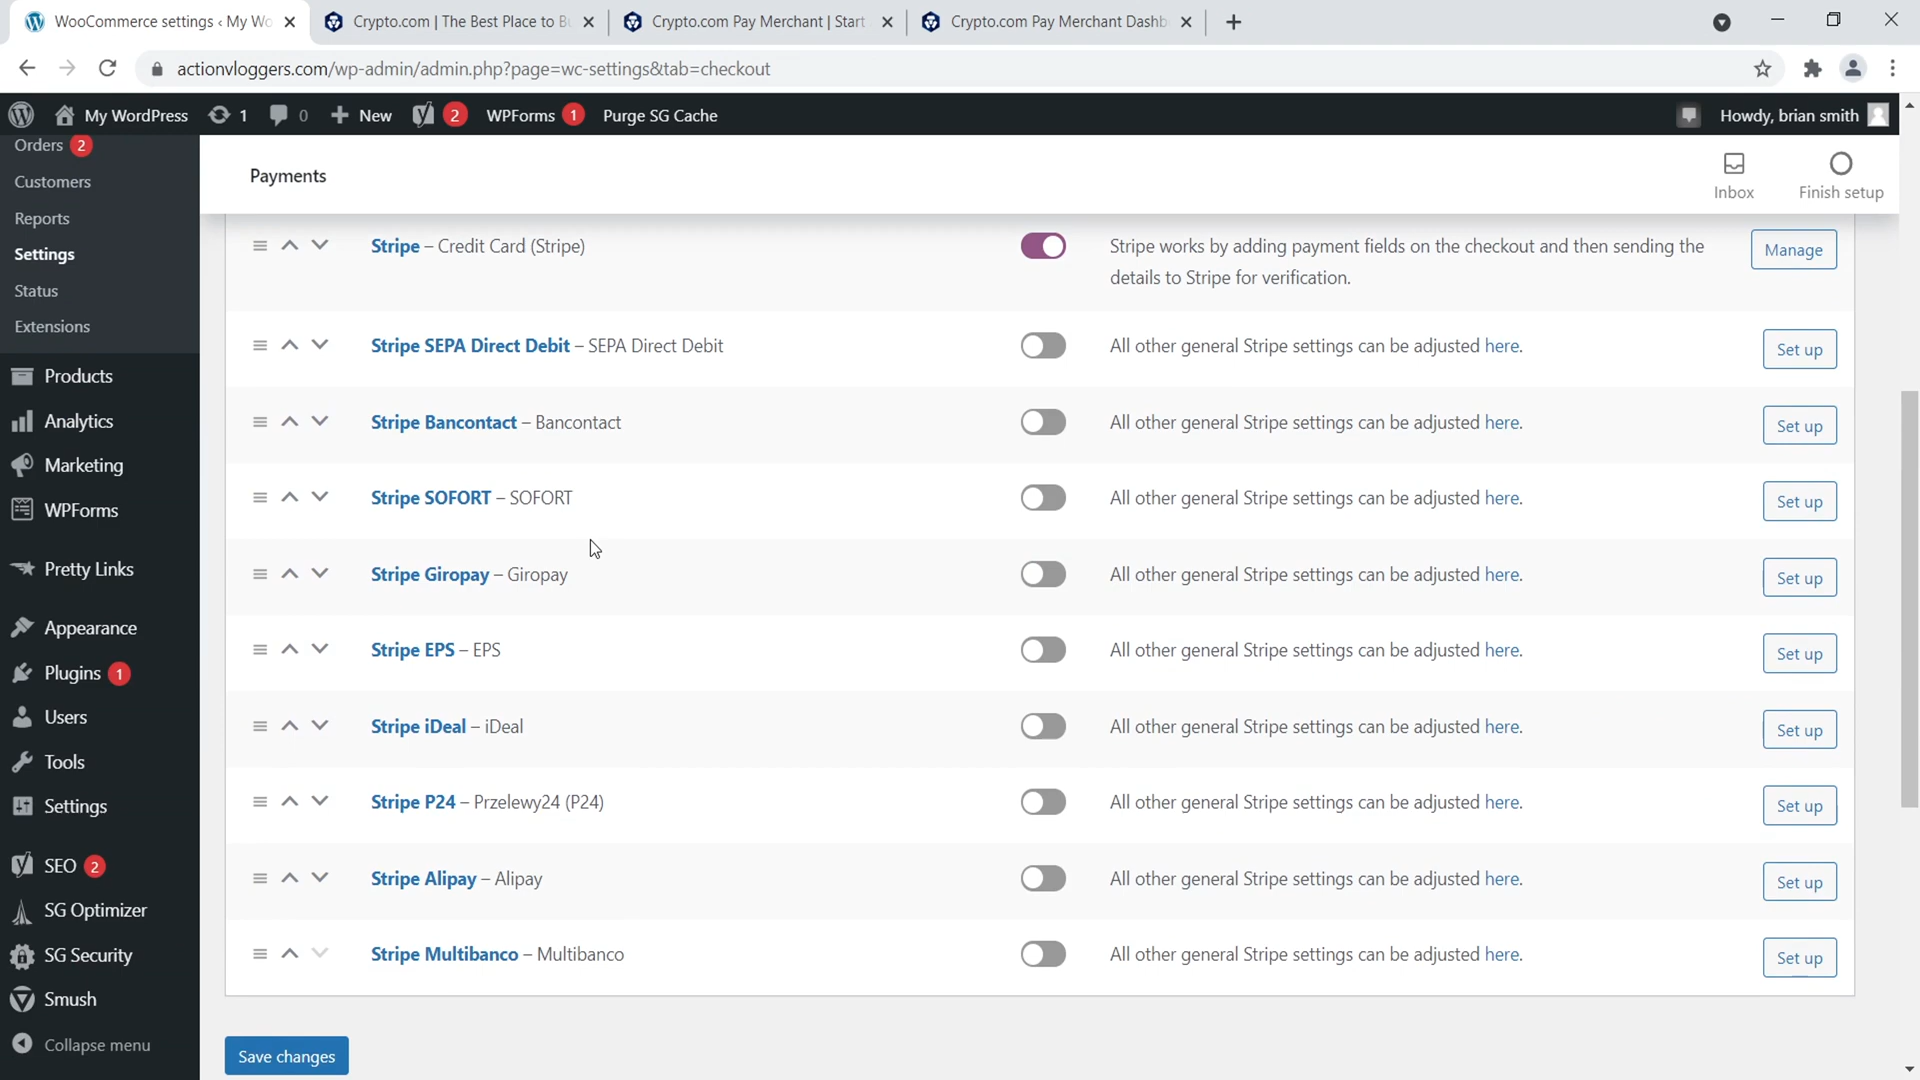 WooCommerce settings ‹ My Wo
Crypto.com | The Best Place to B
Crypto.com Pay Merchant | Start
Crypto.com Pay Merchant Dashb
actionvloggers.com/wp-admin/admin.php?page=wc-settings&tab=checkout
My WordPress 1 0 New 2 WPForms 1 Purge SG Cache Howdy, brian smith
Orders 2
Customers
Reports
Settings
Status
Extensions
Products
Analytics
Marketing
WPForms
Pretty Links
Appearance
Plugins 1
Users
Tools
Settings
SEO 2
SG Optimizer
SG Security
Smush
Collapse menu
Payments
Inbox
Finish setup
Stripe – Credit Card (Stripe)
Stripe works by adding payment fields on the checkout and then sending the
details to Stripe for verification.
Manage
Stripe SEPA Direct Debit – SEPA Direct Debit All other general Stripe settings can be adjusted here. Set up
Stripe Bancontact – Bancontact All other general Stripe settings can be adjusted here. Set up
Stripe SOFORT – SOFORT All other general Stripe settings can be adjusted here. Set up
Stripe Giropay – Giropay All other general Stripe settings can be adjusted here. Set up
Stripe EPS – EPS All other general Stripe settings can be adjusted here. Set up
Stripe iDeal – iDeal All other general Stripe settings can be adjusted here. Set up
Stripe P24 – Przelewy24 (P24) All other general Stripe settings can be adjusted here. Set up
Stripe Alipay – Alipay All other general Stripe settings can be adjusted here. Set up
Stripe Multibanco – Multibanco All other general Stripe settings can be adjusted here. Set up
Save changes